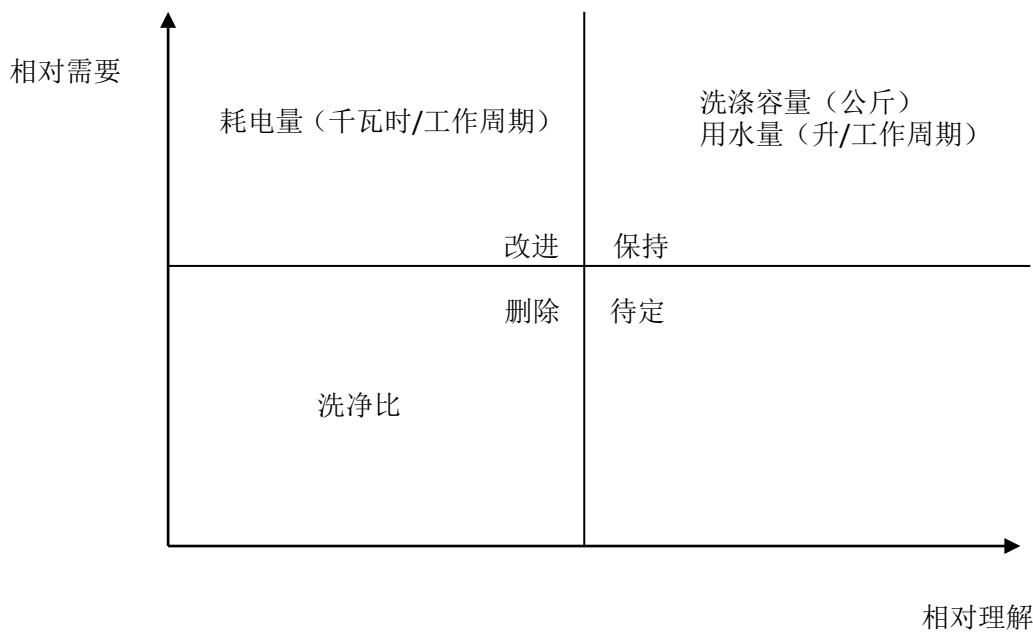 相对需要
耗电量（千瓦时/工作周期）
洗涤容量（公斤）
用水量（升/工作周期）
改进
保持
删除
待定
洗净比
相对理解